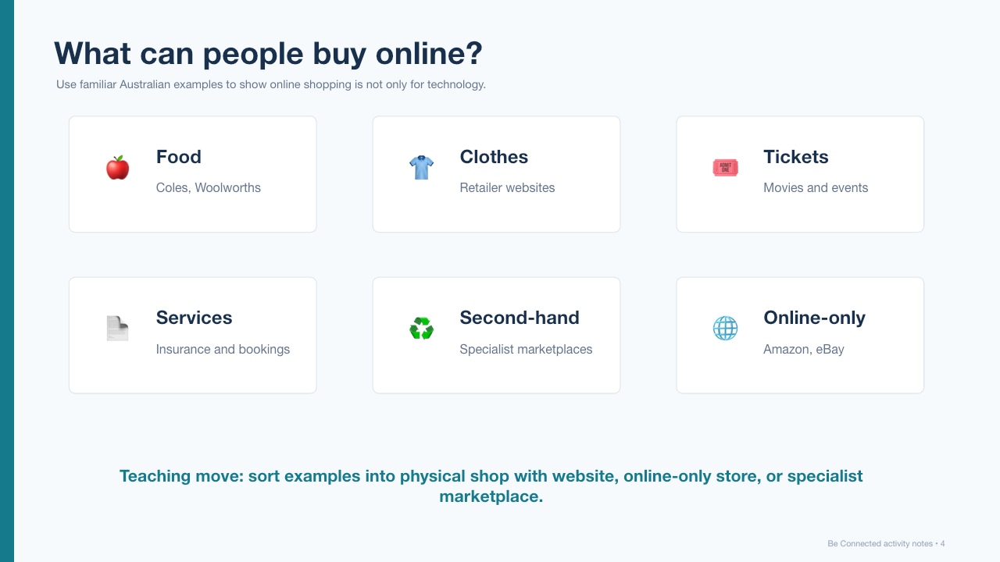 What can people buy online?
Use familiar Australian examples to show online shopping is not only for technology.
Food
Coles, Woolworths
Clothes
Retailer websites
ADMIT
ONE
Tickets
Movies and events
Services
Insurance and bookings
Second-hand
Specialist marketplaces
Online-only
Amazon, eBay
Teaching move: sort examples into physical shop with website, online-only store, or specialist
marketplace.
Be Connected activity notes • 4